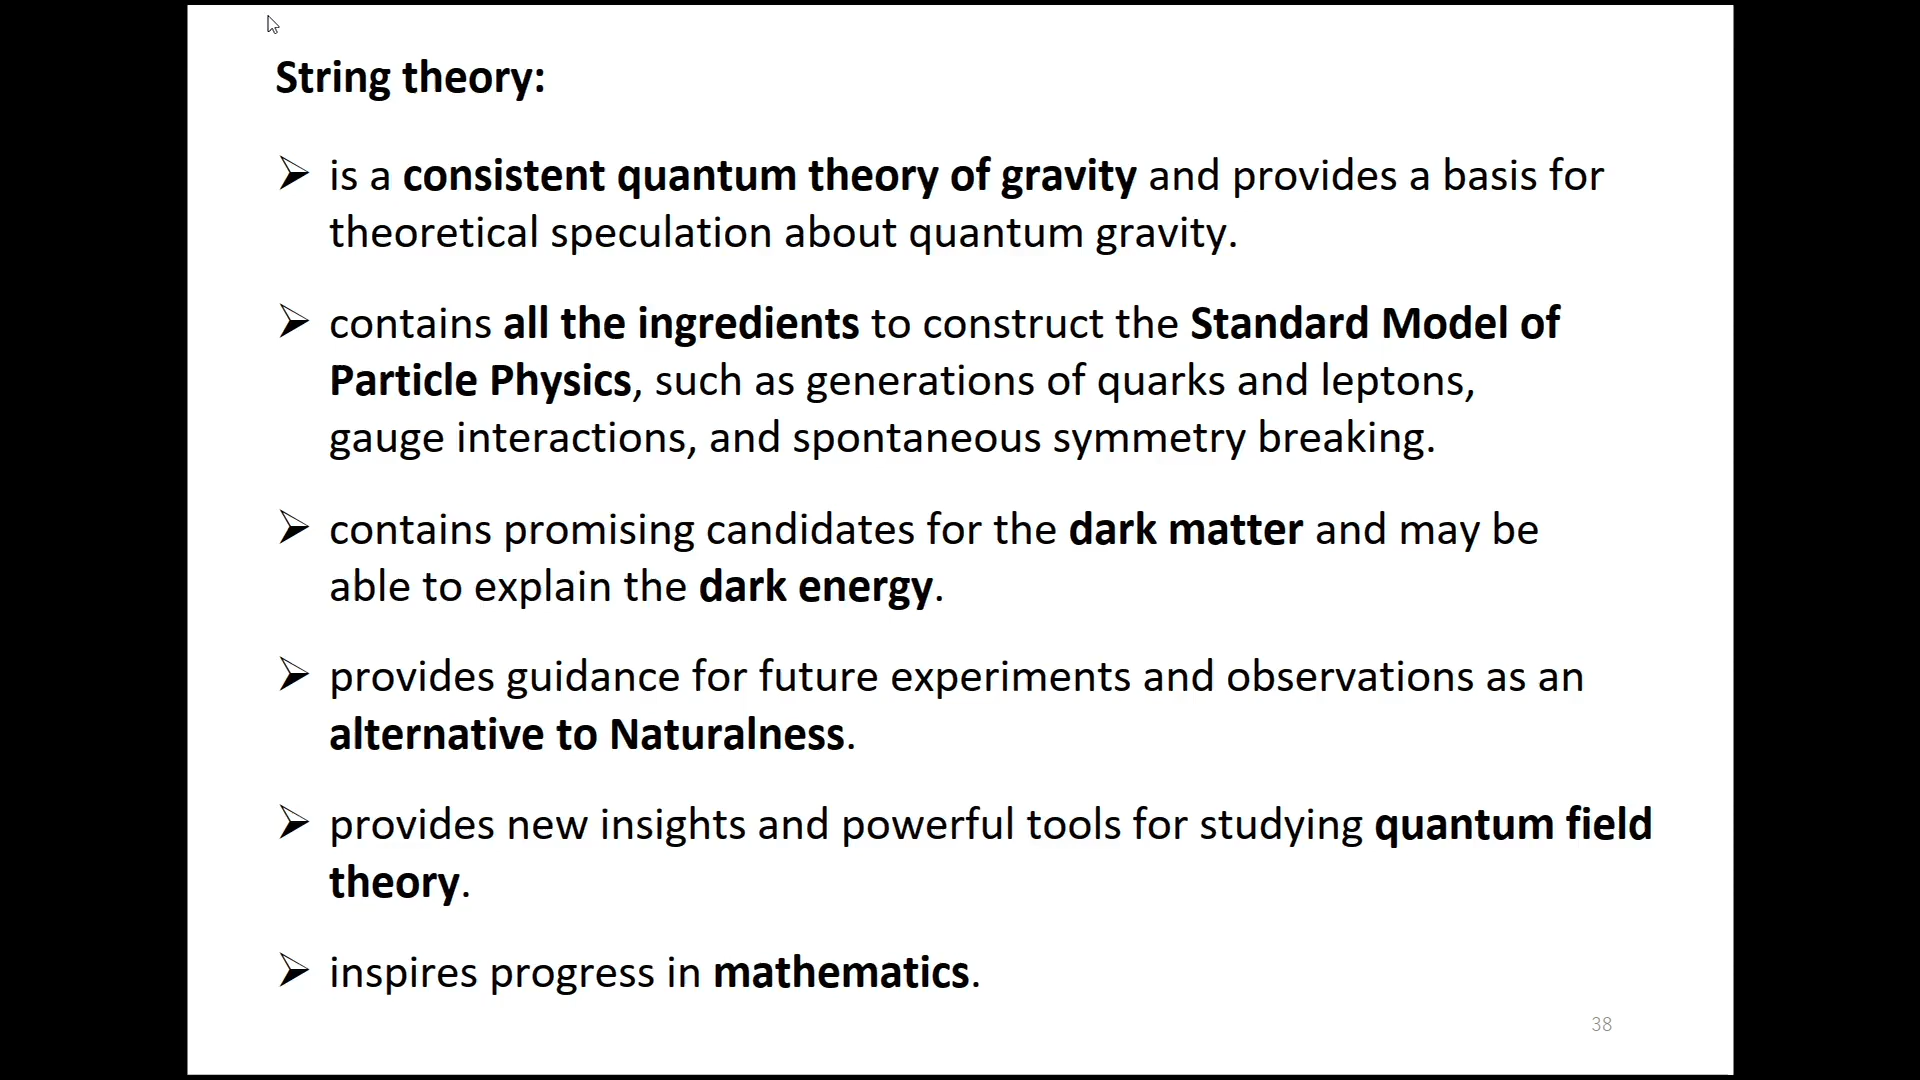 String theory:
➢ is a consistent quantum theory of gravity and provides a basis for
theoretical speculation about quantum gravity.
➢ contains all the ingredients to construct the Standard Model of
Particle Physics, such as generations of quarks and leptons,
gauge interactions, and spontaneous symmetry breaking.
➢ contains promising candidates for the dark matter and may be
able to explain the dark energy.
➢ provides guidance for future experiments and observations as an
alternative to Naturalness.
➢ provides new insights and powerful tools for studying quantum field
theory.
➢ inspires progress in mathematics.
38